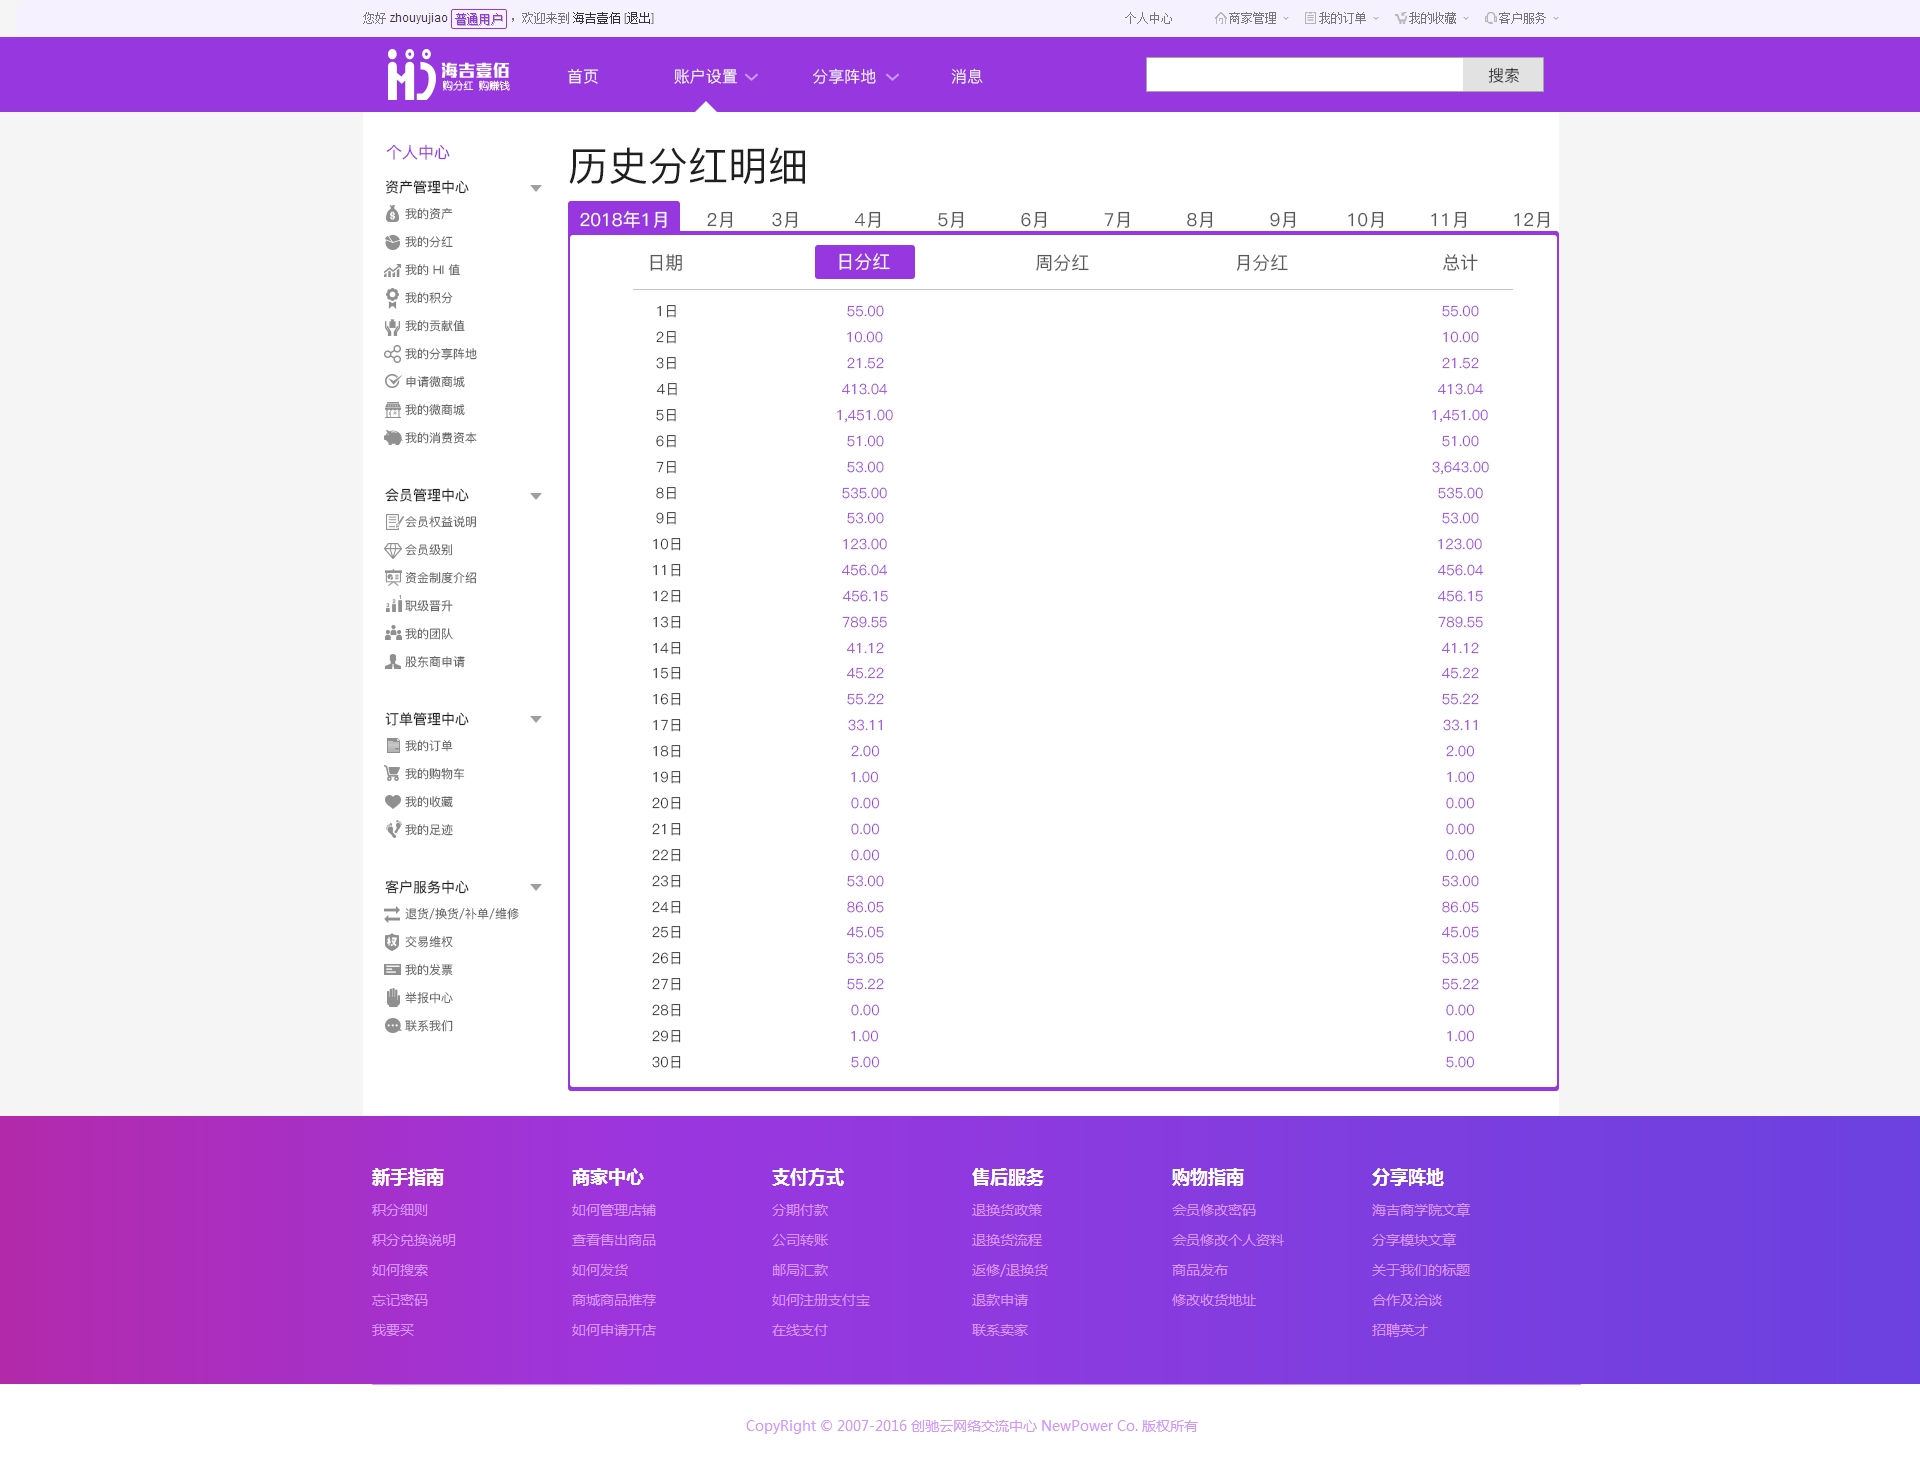 您好 zhouyujiao 普通用户 ，欢迎来到 海吉壹佰 [退出]
个人中心 商家管理 我的订单 我的收藏 客户服务
海吉壹佰
购分红 购赚钱
首页 账户设置 分享阵地 消息 搜索
个人中心
资产管理中心
我的资产
我的分红
我的 HI 值
我的积分
我的贡献值
我的分享阵地
申请微商城
我的微商城
我的消费资本
会员管理中心
会员权益说明
会员级别
资金制度介绍
职级晋升
我的团队
股东商申请
订单管理中心
我的订单
我的购物车
我的收藏
我的足迹
客户服务中心
退货/换货/补单/维修
交易维权
我的发票
举报中心
联系我们
历史分红明细
2018年1月 2月 3月 4月 5月 6月 7月 8月 9月 10月 11月 12月
日期 日分红 周分红 月分红 总计
1日 55.00 55.00
2日 10.00 10.00
3日 21.52 21.52
4日 413.04 413.04
5日 1,451.00 1,451.00
6日 51.00 51.00
7日 53.00 3,643.00
8日 535.00 535.00
9日 53.00 53.00
10日 123.00 123.00
11日 456.04 456.04
12日 456.15 456.15
13日 789.55 789.55
14日 41.12 41.12
15日 45.22 45.22
16日 55.22 55.22
17日 33.11 33.11
18日 2.00 2.00
19日 1.00 1.00
20日 0.00 0.00
21日 0.00 0.00
22日 0.00 0.00
23日 53.00 53.00
24日 86.05 86.05
25日 45.05 45.05
26日 53.05 53.05
27日 55.22 55.22
28日 0.00 0.00
29日 1.00 1.00
30日 5.00 5.00
新手指南 商家中心 支付方式 售后服务 购物指南 分享阵地
积分细则 如何管理店铺 分期付款 退换货政策 会员修改密码 海吉商学院文章
积分兑换说明 查看售出商品 公司转账 退换货流程 会员修改个人资料 分享模块文章
如何搜索 如何发货 邮局汇款 返修/退换货 商品发布 关于我们的标题
忘记密码 商城商品推荐 如何注册支付宝 退款申请 修改收货地址 合作及洽谈
我要买 如何申请开店 在线支付 联系卖家 招聘英才
CopyRight © 2007-2016 创驰云网络交流中心 NewPower Co. 版权所有